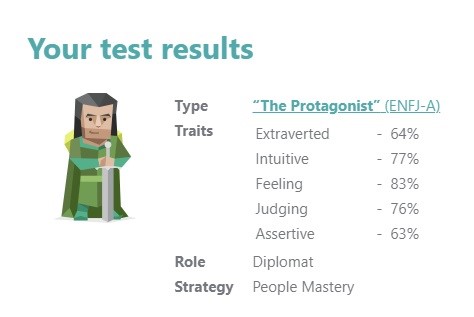 Your test results
Type “The Protagonist” (ENFJ-A)
Traits
Extraverted - 64%
Intuitive - 77%
Feeling - 83%
Judging - 76%
Assertive - 63%
Role Diplomat
Strategy People Mastery